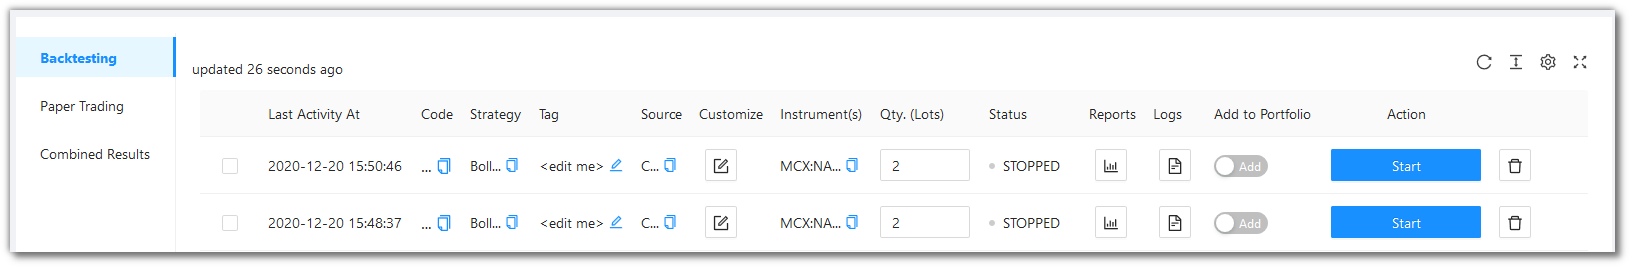 Backtesting
updated 26 seconds ago
Paper Trading
Combined Results
Last Activity At Code Strategy Tag Source Customize Instrument(s) Qty. (Lots) Status Reports Logs Add to Portfolio Action
2020-12-20 15:50:46 ... Boll... <edit me> C... MCX:NA... 2 STOPPED Add Start
2020-12-20 15:48:37 ... Boll... <edit me> C... MCX:NA... 2 STOPPED Add Start